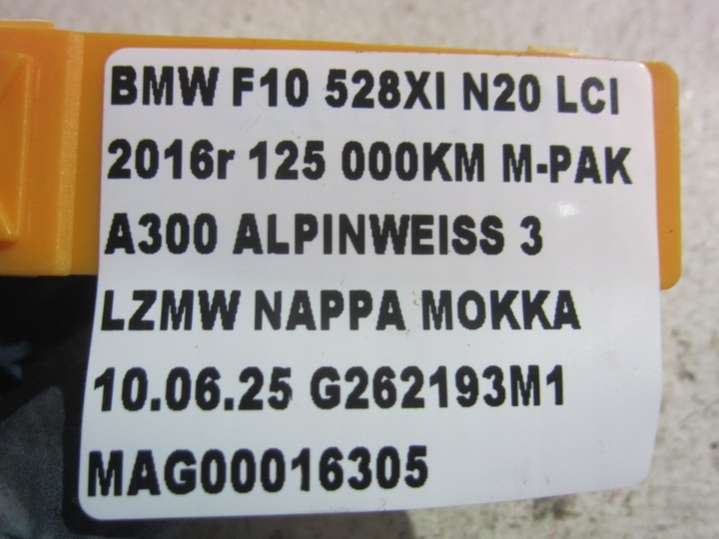 BMW F10 528XI N20 LCI
2016r 125 000KM M-PAK
A300 ALPINWEISS 3
LZMW NAPPA MOKKA
10.06.25 G262193M1
MAG00016305